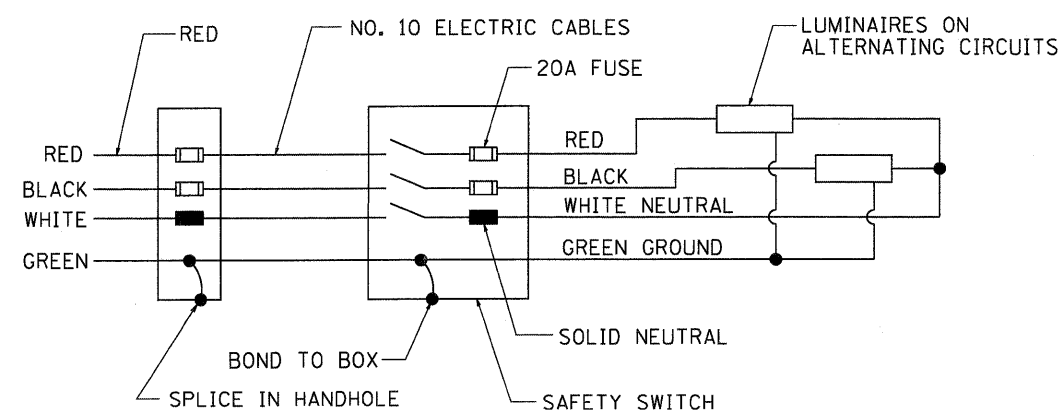 RED
NO. 10 ELECTRIC CABLES
LUMINAIRES ON
ALTERNATING CIRCUITS
20A FUSE
RED
RED
BLACK
BLACK
WHITE
WHITE NEUTRAL
GREEN
GREEN GROUND
SOLID NEUTRAL
BOND TO BOX
SPLICE IN HANDHOLE
SAFETY SWITCH